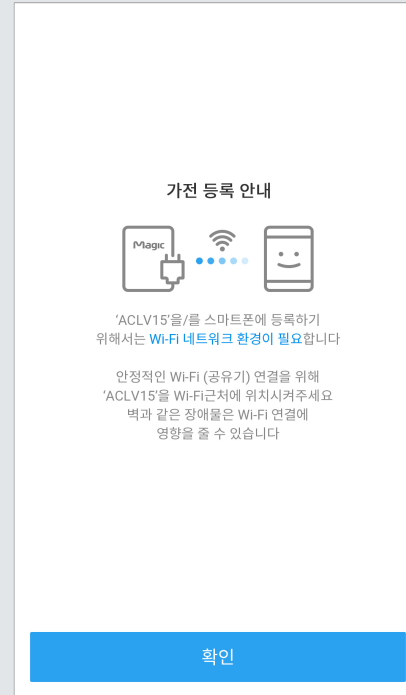 가전 등록 안내
Magic
'ACLV15'을/를 스마트폰에 등록하기
위해서는 Wi-Fi 네트워크 환경이 필요합니다
안정적인 Wi-Fi (공유기) 연결을 위해
'ACLV15'을 Wi-Fi근처에 위치시켜주세요
벽과 같은 장애물은 Wi-Fi 연결에
영향을 줄 수 있습니다
확인